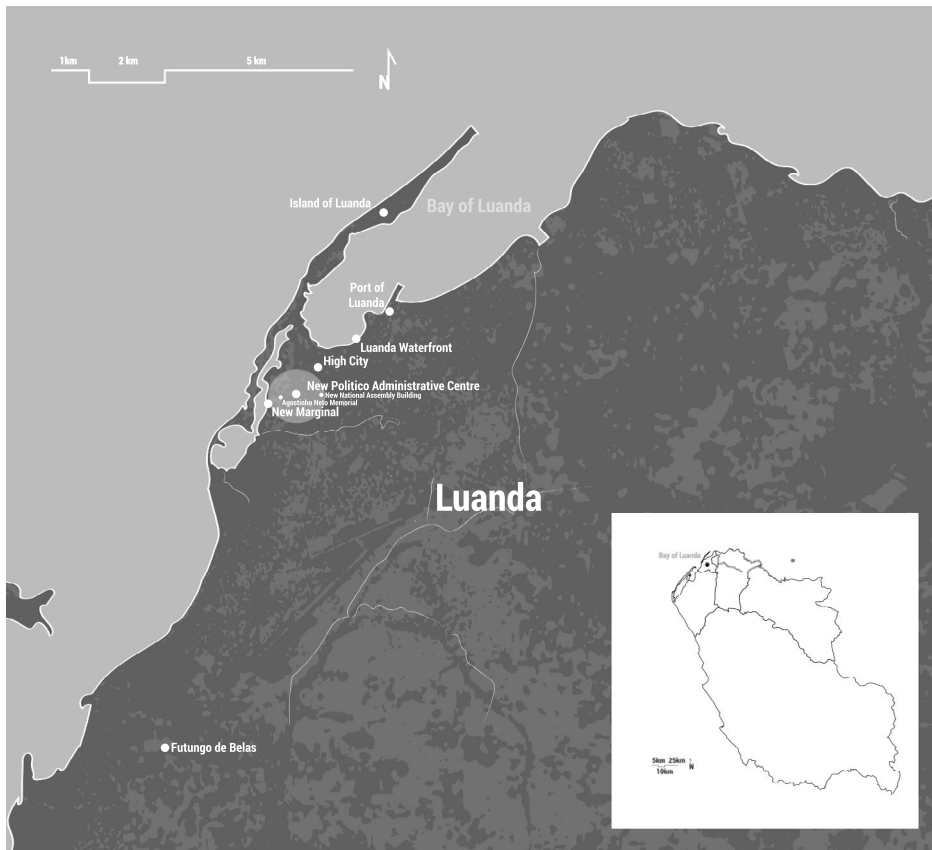 1km 2 km 5 km
N
Island of Luanda
Bay of Luanda
Port of
Luanda
Luanda Waterfront
High City
New Politico Administrative Centre
New National Assembly Building
Agostinho Neto Memorial
New Marginal
Luanda
Futungo de Belas
Bay of Luanda
5km 25km
10km
N